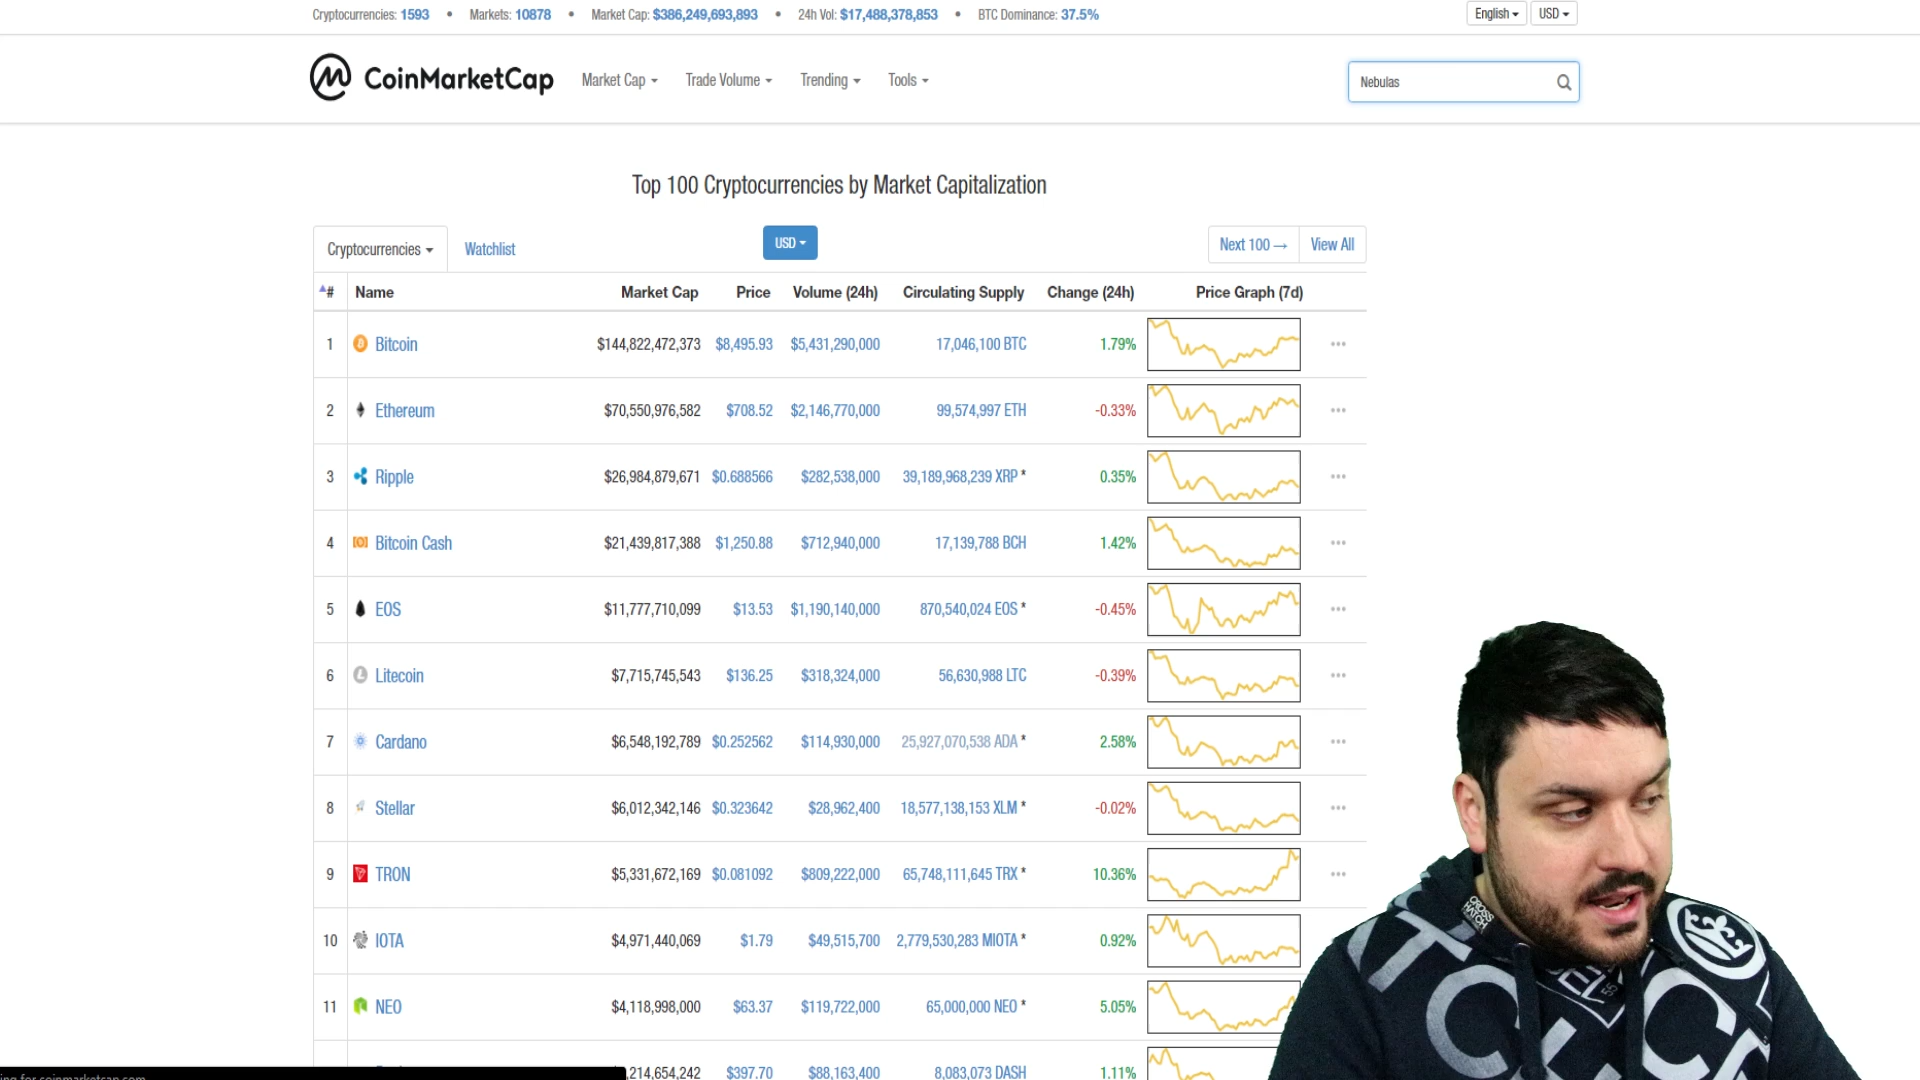 Cryptocurrencies: 1593 • Markets: 10878 • Market Cap: $386,249,693,893 • 24h Vol: $17,488,378,853 • BTC Dominance: 37.5% English USD
CoinMarketCap Market Cap Trade Volume Trending Tools Nebulas
Top 100 Cryptocurrencies by Market Capitalization
Cryptocurrencies Watchlist USD Next 100 → View All
# Name Market Cap Price Volume (24h) Circulating Supply Change (24h) Price Graph (7d)
1 Bitcoin $144,822,472,373 $8,495.93 $5,431,290,000 17,046,100 BTC 1.79%
2 Ethereum $70,550,976,582 $708.52 $2,146,770,000 99,574,997 ETH -0.33%
3 Ripple $26,984,879,671 $0.688566 $282,538,000 39,189,968,239 XRP * 0.35%
4 Bitcoin Cash $21,439,817,388 $1,250.88 $712,940,000 17,139,788 BCH 1.42%
5 EOS $11,777,710,099 $13.53 $1,190,140,000 870,540,024 EOS * -0.45%
6 Litecoin $7,715,745,543 $136.25 $318,324,000 56,630,988 LTC -0.39%
7 Cardano $6,548,192,789 $0.252562 $114,930,000 25,927,070,538 ADA * 2.58%
8 Stellar $6,012,342,146 $0.323642 $28,962,400 18,577,138,153 XLM * -0.02%
9 TRON $5,331,672,169 $0.081092 $809,222,000 65,748,111,645 TRX * 10.36%
10 IOTA $4,971,440,069 $1.79 $49,515,700 2,779,530,283 MIOTA * 0.92%
11 NEO $4,118,998,000 $63.37 $119,722,000 65,000,000 NEO * 5.05%
,214,654,242 $397.70 $88,163,400 8,083,073 DASH 1.11%
CROSS
HATCH